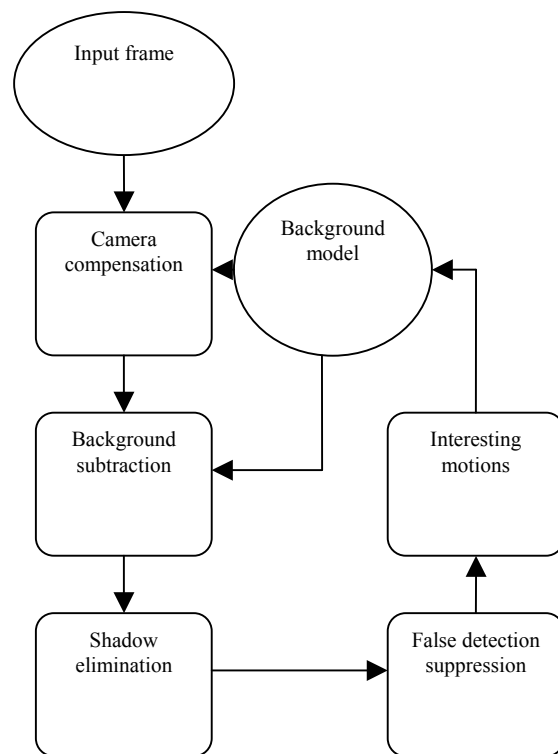 Input frame
Camera
compensation
Background
model
Background
subtraction
Interesting
motions
Shadow
elimination
False detection
suppression